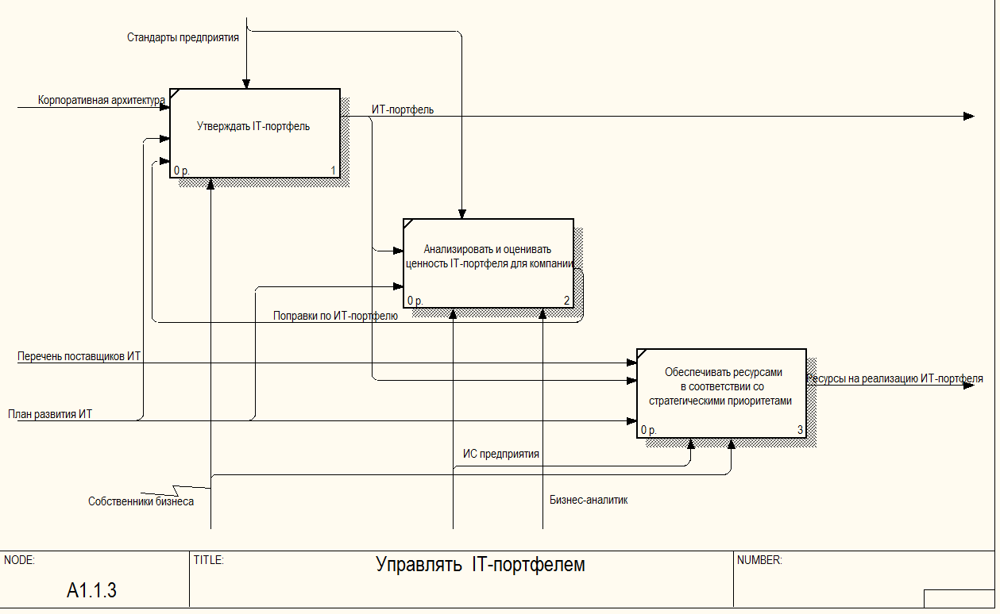 Стандарты предприятия
Корпоративная архитектура
ИТ-портфель
Утверждать IT-портфель
0 р.
1
Анализировать и оценивать
ценность IT-портфеля для компании
0 р.
2
Поправки по ИТ-портфелю
Перечень поставщиков ИТ
Обеспечивать ресурсами
в соответствии со
стратегическими приоритетами
0 р.
3
Ресурсы на реализацию ИТ-портфеля
План развития ИТ
ИС предприятия
Собственники бизнеса
Бизнес-аналитик
NODE:
TITLE:
NUMBER:
Управлять IT-портфелем
A1.1.3